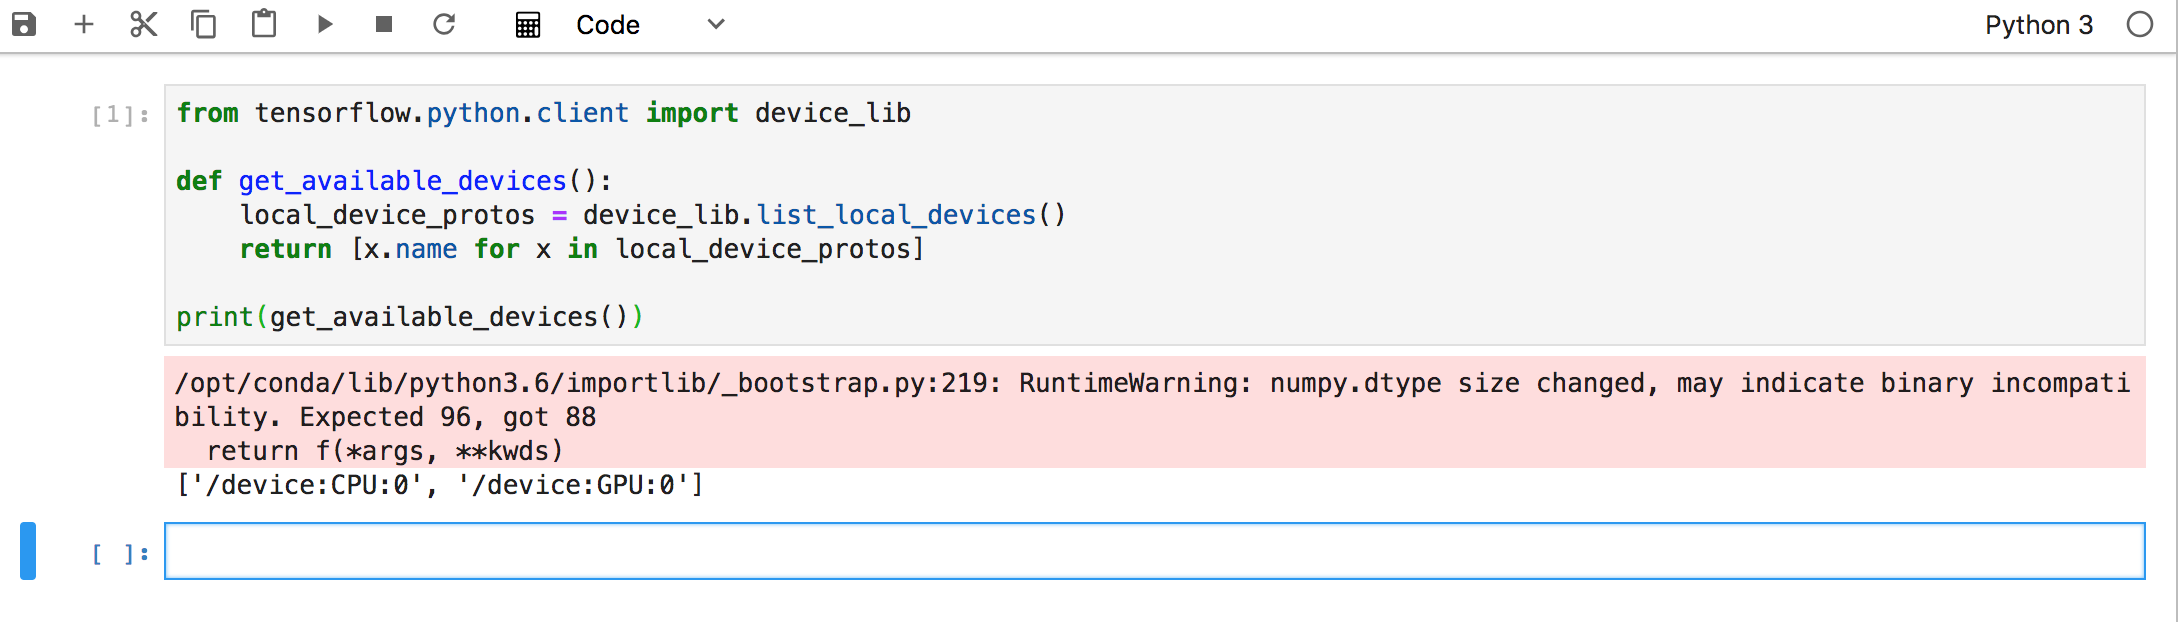 Code
Python 3
[1]:
from tensorflow.python.client import device_lib
def get_available_devices():
    local_device_protos = device_lib.list_local_devices()
    return [x.name for x in local_device_protos]
print(get_available_devices())
/opt/conda/lib/python3.6/importlib/_bootstrap.py:219: RuntimeWarning: numpy.dtype size changed, may indicate binary incompati
bility. Expected 96, got 88
  return f(*args, **kwds)
['/device:CPU:0', '/device:GPU:0']
[ ]: